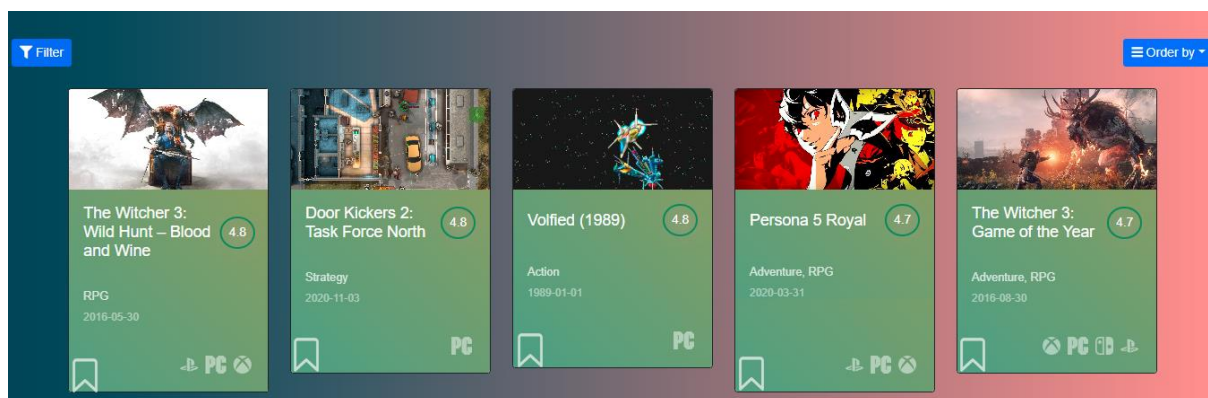 Filter
Order by
The Witcher 3:
Wild Hunt – Blood
and Wine
4.8
RPG
2016-05-30
PC
Door Kickers 2:
Task Force North
4.8
Strategy
2020-11-03
PC
Volfied (1989)
4.8
Action
1989-01-01
PC
Persona 5 Royal
4.7
Adventure, RPG
2020-03-31
PC
The Witcher 3:
Game of the Year
4.7
Adventure, RPG
2016-08-30
PC